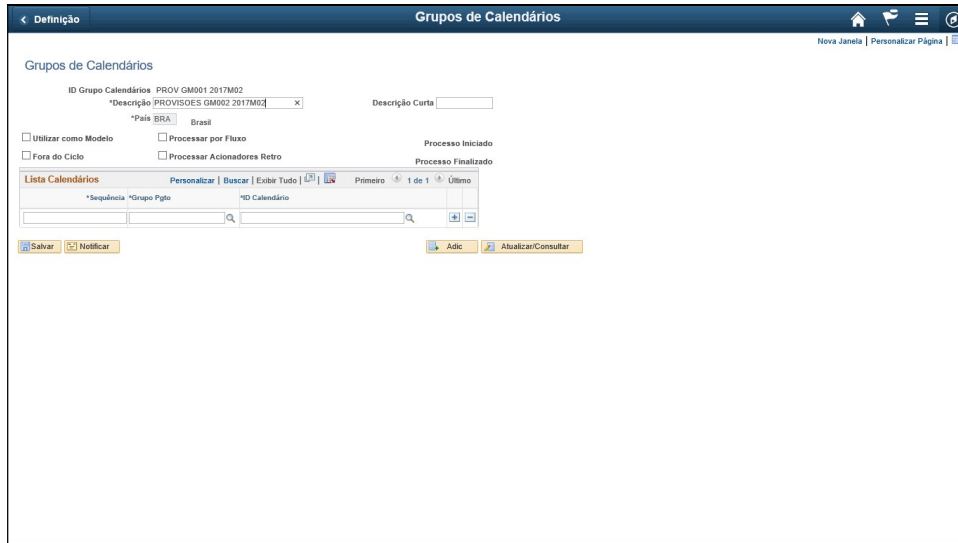 Definição
Grupos de Calendários
Nova Janela | Personalizar Página |
Grupos de Calendários
ID Grupo Calendários PROV GM001 2017M02
*Descrição PROVISOES GM002 2017M02 × Descrição Curta
*País BRA Brasil
Utilizar como Modelo Processar por Fluxo Processo Iniciado
Fora do Ciclo Processar Acionadores Retro Processo Finalizado
Lista Calendários Personalizar | Buscar | Exibir Tudo | | Primeiro 1 de 1 Último
*Sequência *Grupo Pgto *ID Calendário
Salvar Notificar Adic Atualizar/Consultar